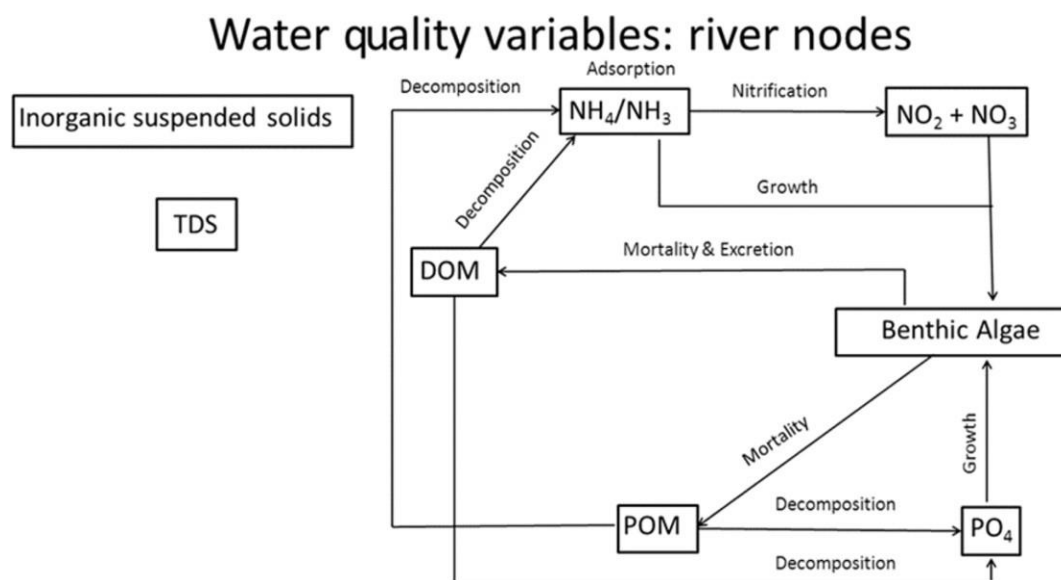 Water quality variables: river nodes
Adsorption
Decomposition
Nitrification
Inorganic suspended solids
NH₄/NH₃
NO₂ + NO₃
Decomposition
Growth
TDS
Mortality & Excretion
DOM
Benthic Algae
Mortality
Growth
Decomposition
POM
PO₄
Decomposition